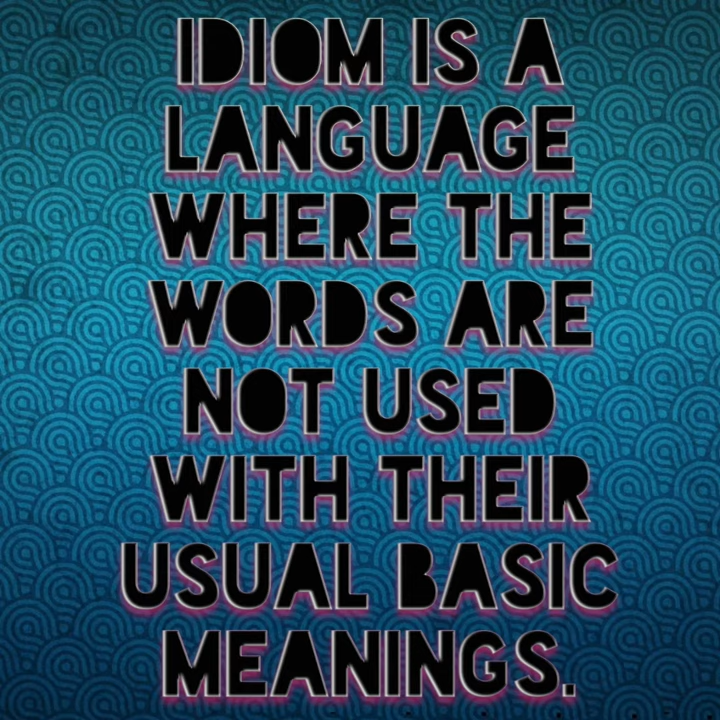 IDIOM IS A
LANGUAGE
WHERE THE
WORDS ARE
NOT USED
WITH THEIR
USUAL BASIC
MEANINGS.